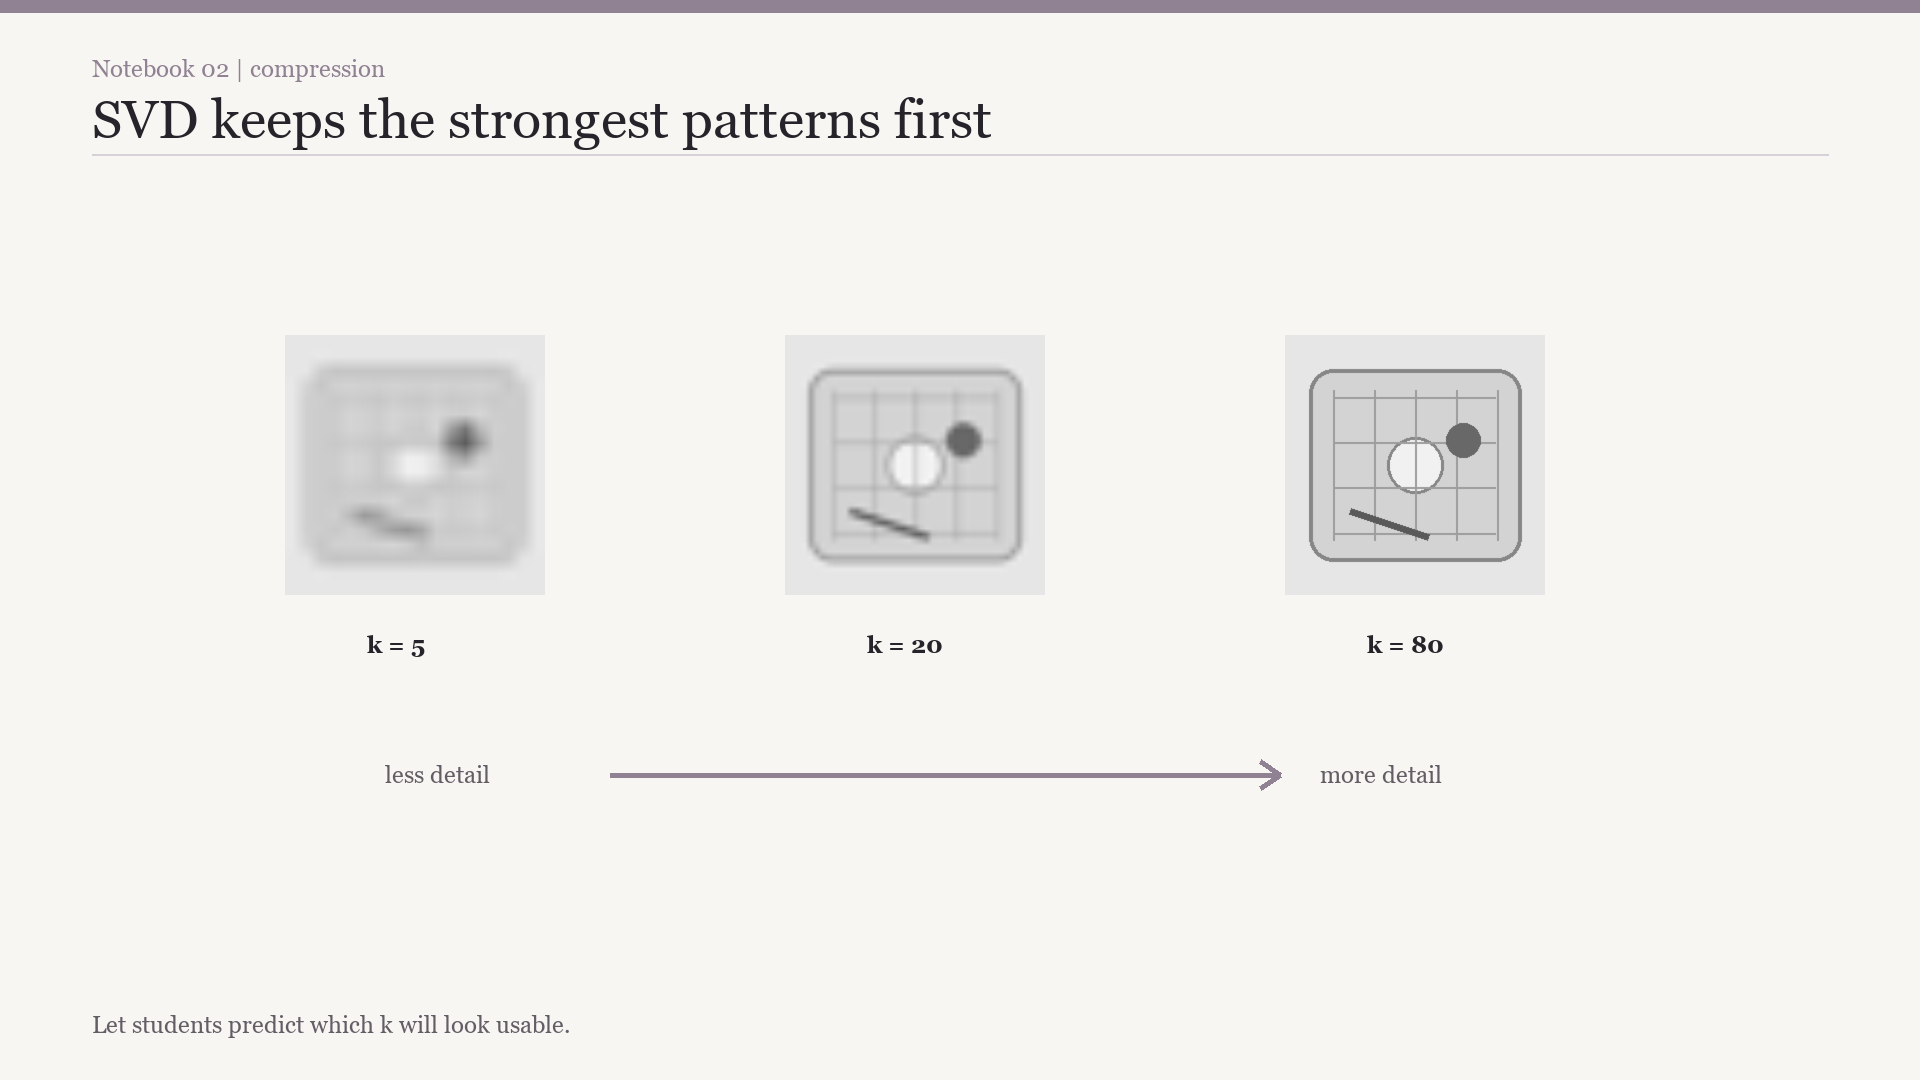 Notebook 02 | compression
SVD keeps the strongest patterns first
k = 5
k = 20
k = 80
less detail
more detail
Let students predict which k will look usable.